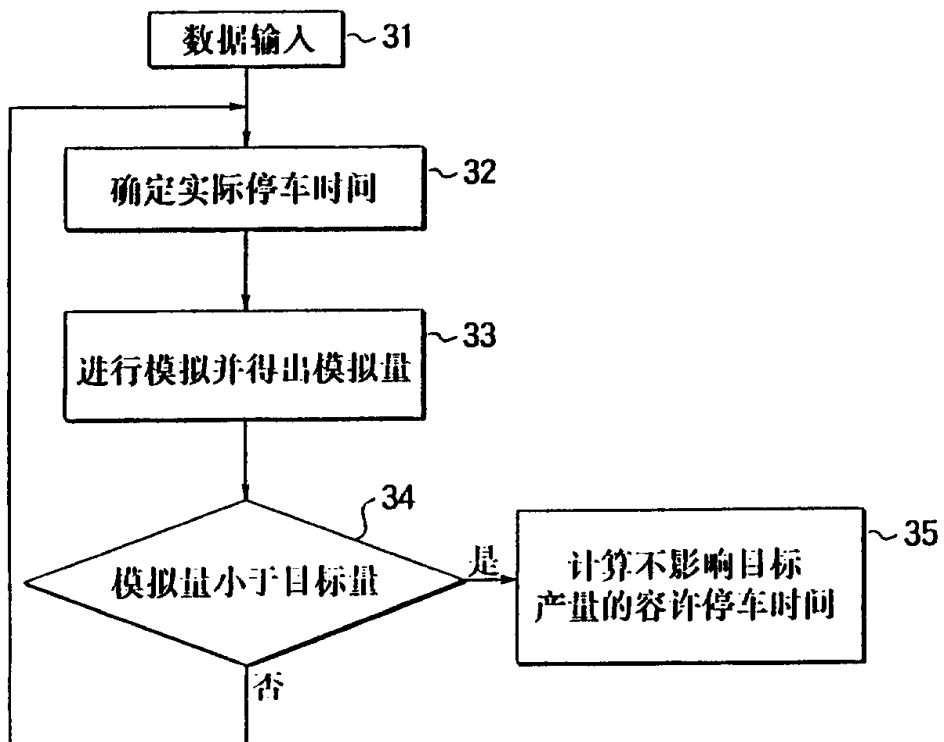 数据输入 31
确定实际停车时间 32
进行模拟并得出模拟量 33
34
模拟量小于目标量
是
计算不影响目标
产量的容许停车时间
35
否